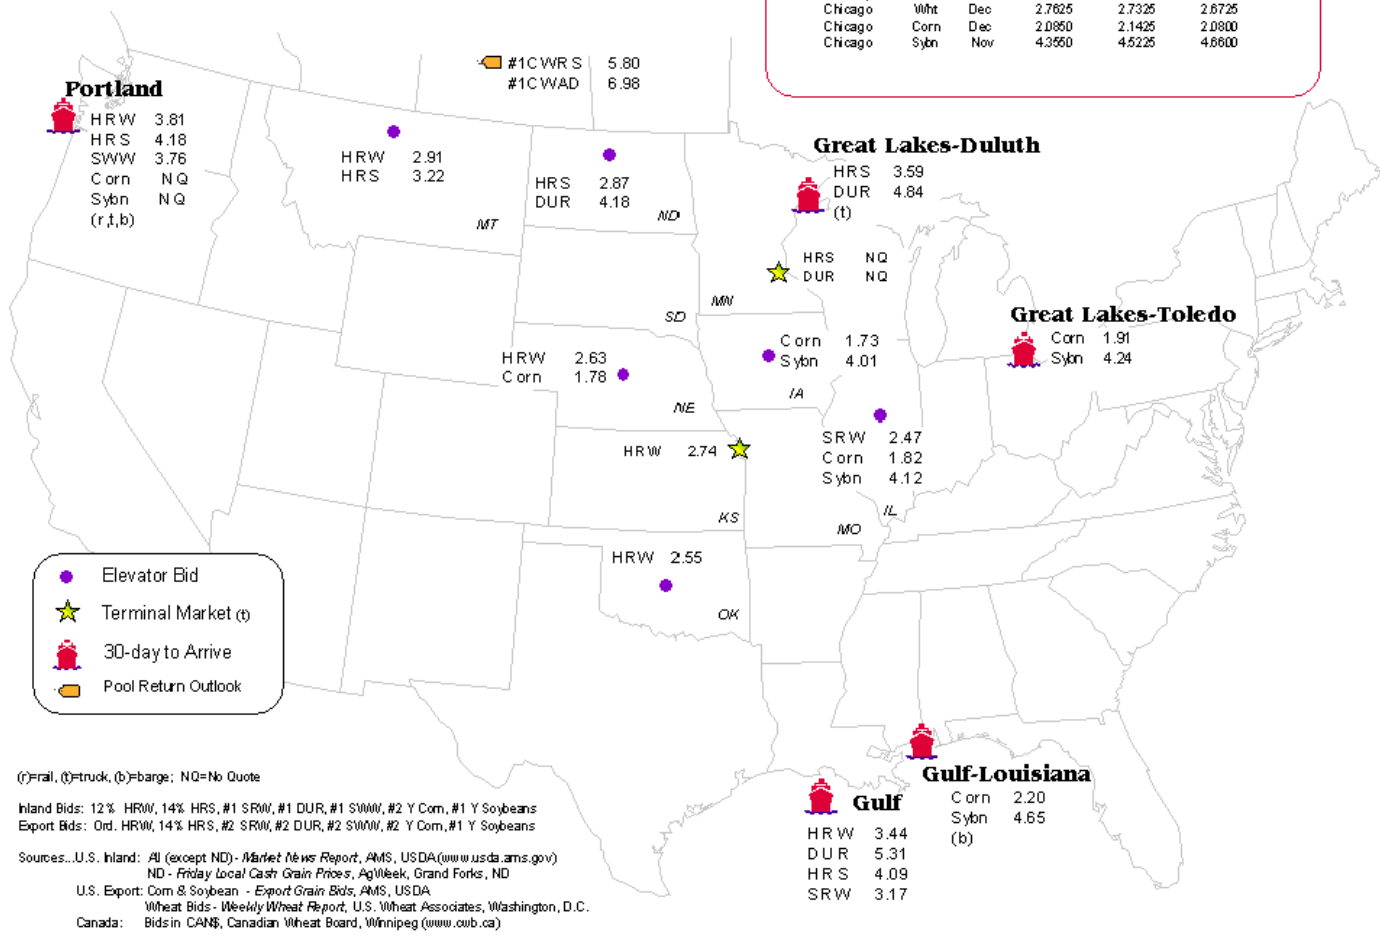 Chicago Wht Dec 2.7625 2.7325 2.6725
Chicago Corn Dec 2.0850 2.1425 2.0800
Chicago Sybn Nov 4.3550 4.5225 4.6600
#1CWRS 5.80
#1CWAD 6.98
Portland
HRW 3.81
HRS 4.18
SWW 3.76
Corn NQ
Sybn NQ
(r,t,b)
HRW 2.91
HRS 3.22
MT
HRS 2.87
DUR 4.18
ND
Great Lakes-Duluth
HRS 3.59
DUR 4.84
(t)
HRS NQ
DUR NQ
MN
SD
Great Lakes-Toledo
Corn 1.91
Sybn 4.24
HRW 2.63
Corn 1.78
NE
Corn 1.73
Sybn 4.01
IA
HRW 2.74
KS
SRW 2.47
Corn 1.82
Sybn 4.12
IL
MO
HRW 2.55
OK
Elevator Bid
Terminal Market (t)
30-day to Arrive
Pool Return Outlook
Gulf-Louisiana
Corn 2.20
Sybn 4.65
(b)
Gulf
HRW 3.44
DUR 5.31
HRS 4.09
SRW 3.17
(r)=rail, (t)=truck, (b)=barge; NQ=No Quote
Inland Bids: 12% HRW, 14% HRS, #1 SRW, #1 DUR, #1 SWW, #2 Y Corn, #1 Y Soybeans
Export Bids: Ord. HRW, 14% HRS, #2 SRW, #2 DUR, #2 SWW, #2 Y Corn, #1 Y Soybeans
Sources...U.S. Inland: All (except ND)- Market News Report, AMS, USDA(www.usda.ams.gov)
ND - Friday Local Cash Grain Prices, AgWeek, Grand Forks, ND
U.S. Export: Corn & Soybean - Export Grain Bids, AMS, USDA
Wheat Bids - Weekly Wheat Report, U.S. Wheat Associates, Washington, D.C.
Canada: Bids in CAN$, Canadian Wheat Board, Winnipeg (www.cwb.ca)